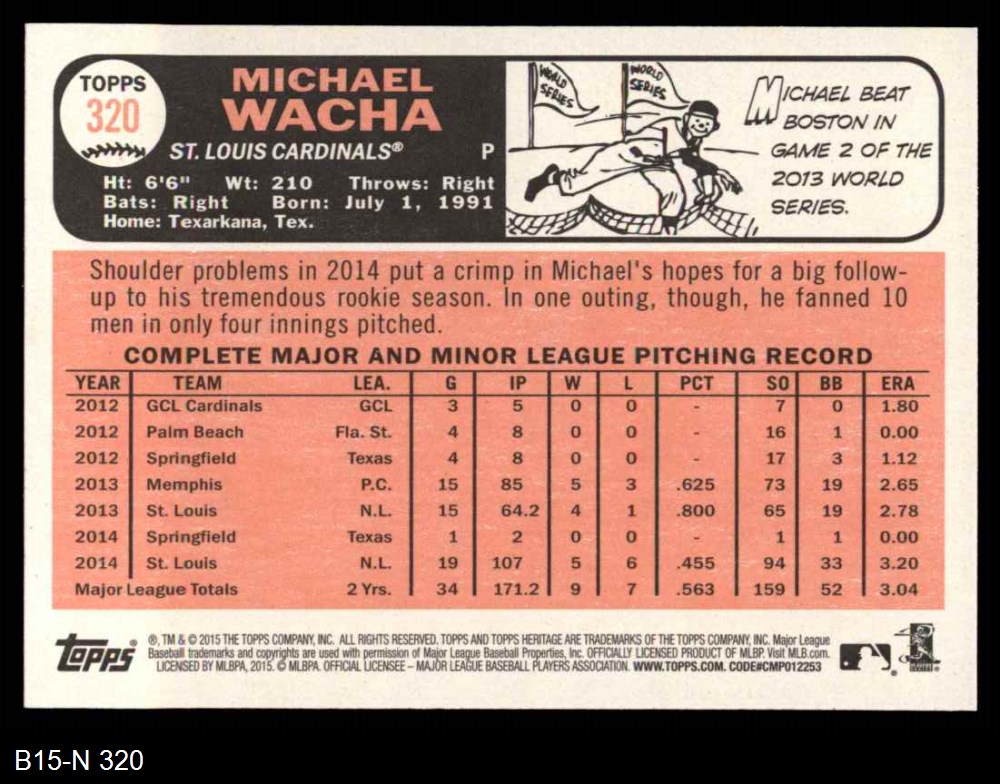 TOPPS
320
MICHAEL
WACHA
ST. LOUIS CARDINALS® P
Ht: 6'6" Wt: 210 Throws: Right
Bats: Right Born: July 1, 1991
Home: Texarkana, Tex.
WORLD SERIES
WORLD SERIES
MICHAEL BEAT
BOSTON IN
GAME 2 OF THE
2013 WORLD
SERIES.
Shoulder problems in 2014 put a crimp in Michael's hopes for a big follow-
up to his tremendous rookie season. In one outing, though, he fanned 10
men in only four innings pitched.
COMPLETE MAJOR AND MINOR LEAGUE PITCHING RECORD
YEAR TEAM LEA. G IP W L PCT SO BB ERA
2012 GCL Cardinals GCL 3 5 0 0 - 7 0 1.80
2012 Palm Beach Fla. St. 4 8 0 0 - 16 1 0.00
2012 Springfield Texas 4 8 0 0 - 17 3 1.12
2013 Memphis P.C. 15 85 5 3 .625 73 19 2.65
2013 St. Louis N.L. 15 64.2 4 1 .800 65 19 2.78
2014 Springfield Texas 1 2 0 0 - 1 1 0.00
2014 St. Louis N.L. 19 107 5 6 .455 94 33 3.20
Major League Totals 2 Yrs. 34 171.2 9 7 .563 159 52 3.04
Topps
®, TM & © 2015 THE TOPPS COMPANY, INC. ALL RIGHTS RESERVED. TOPPS AND TOPPS HERITAGE ARE TRADEMARKS OF THE TOPPS COMPANY, INC. Major League
Baseball trademarks and copyrights are used with permission of Major League Baseball Properties, Inc. OFFICIALLY LICENSED PRODUCT OF MLBP. Visit MLB.com.
LICENSED BY MLBPA, 2015. © MLBPA. OFFICIAL LICENSEE – MAJOR LEAGUE BASEBALL PLAYERS ASSOCIATION. WWW.TOPPS.COM. CODE#CMP012253
B15-N 320